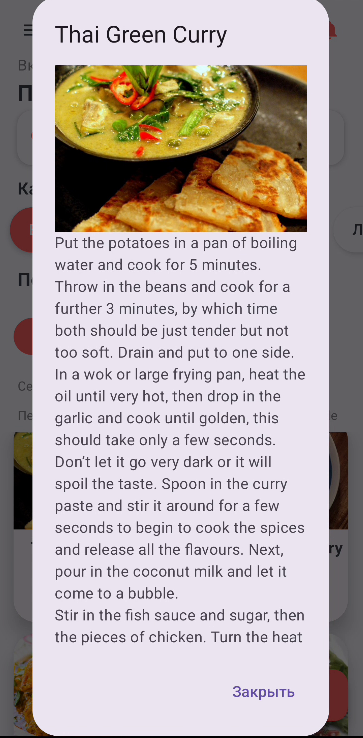 Thai Green Curry
Put the potatoes in a pan of boiling
water and cook for 5 minutes.
Throw in the beans and cook for a
further 3 minutes, by which time
both should be just tender but not
too soft. Drain and put to one side.
In a wok or large frying pan, heat the
oil until very hot, then drop in the
garlic and cook until golden, this
should take only a few seconds.
Don’t let it go very dark or it will
spoil the taste. Spoon in the curry
paste and stir it around for a few
seconds to begin to cook the spices
and release all the flavours. Next,
pour in the coconut milk and let it
come to a bubble.
Stir in the fish sauce and sugar, then
the pieces of chicken. Turn the heat
Закрыть